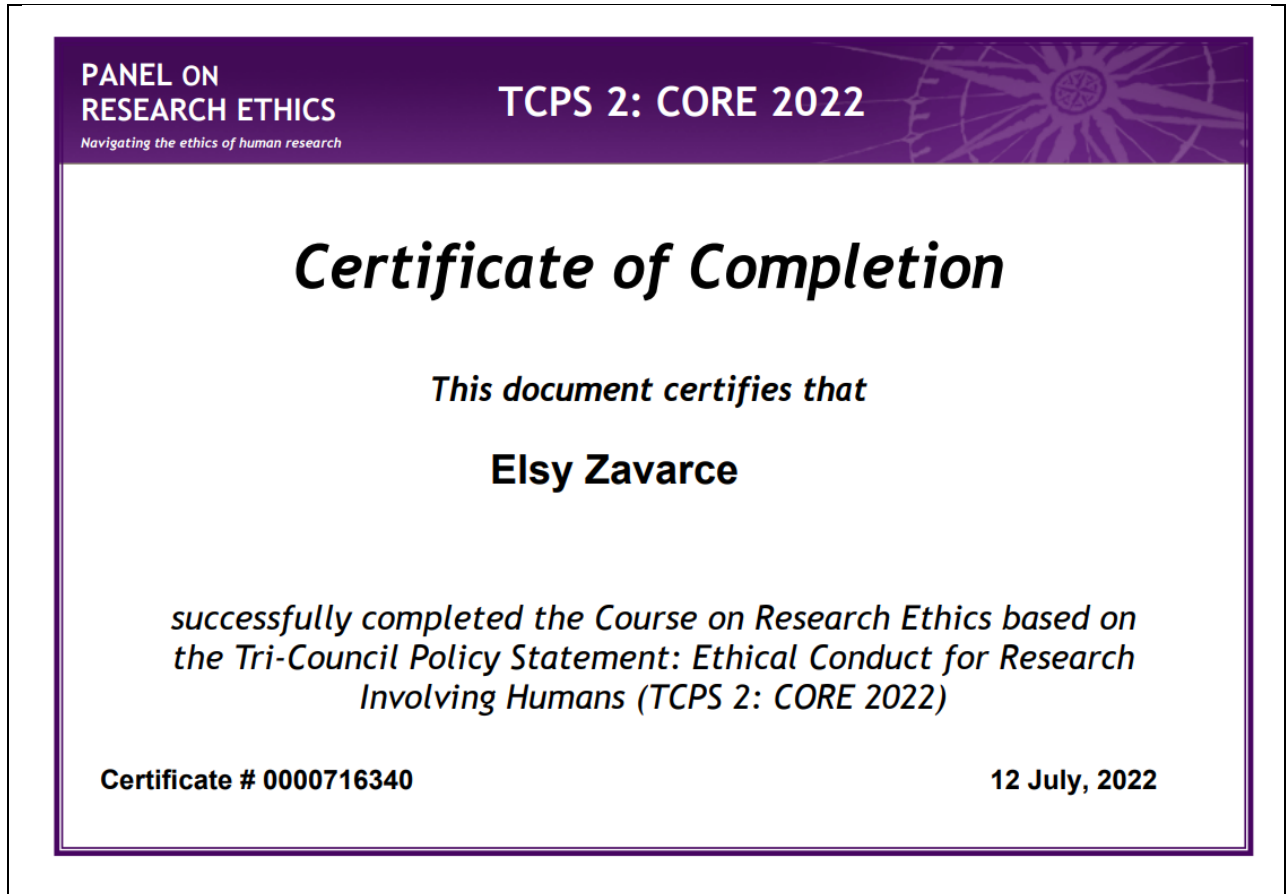 PANEL ON
RESEARCH ETHICS
Navigating the ethics of human research
TCPS 2: CORE 2022
Certificate of Completion
This document certifies that
Elsy Zavarce
successfully completed the Course on Research Ethics based on
the Tri-Council Policy Statement: Ethical Conduct for Research
Involving Humans (TCPS 2: CORE 2022)
Certificate # 0000716340
12 July, 2022